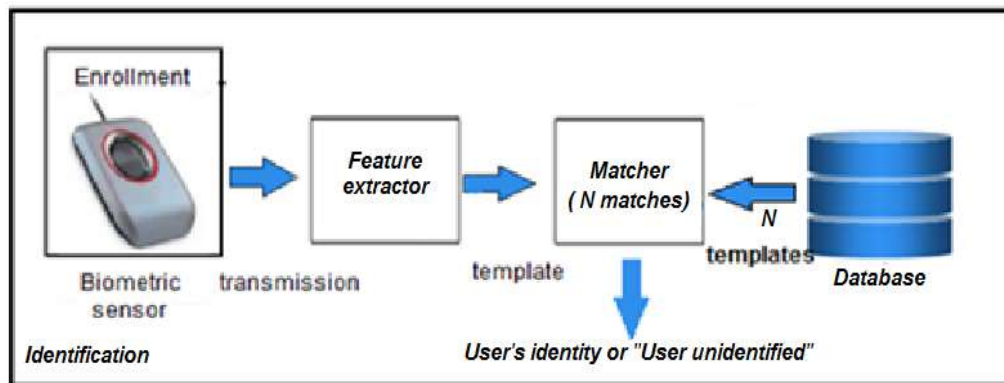 Enrollment
Feature
extractor
Matcher
( N matches)
N
templates
Database
Biometric
sensor
transmission
template
Identification
User's identity or "User unidentified"